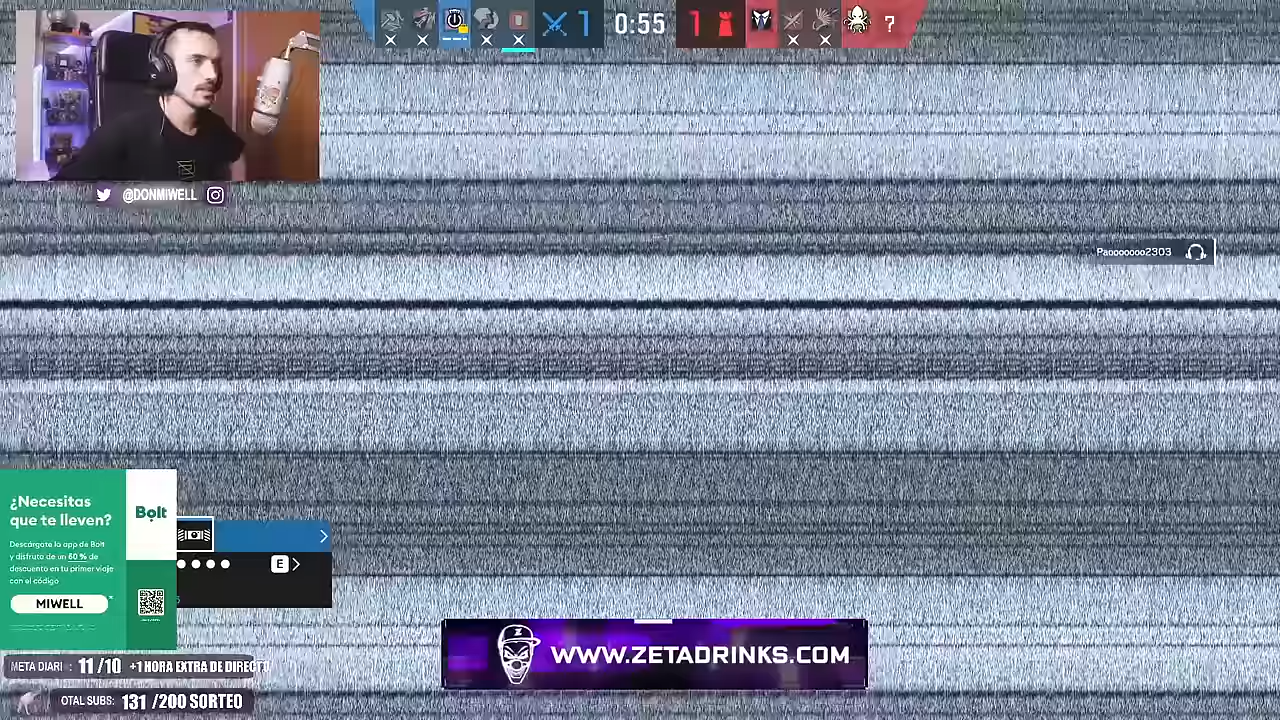 1 0:55 1 ?
@DONMIWELL
Paooooooo2303
¿Necesitas
que te lleven?
Bolt
Descárgate la app de Bolt
y disfruta de un 60 % de
descuento en tu primer viaje
con el código
MIWELL
E
META DIARI : 11/10 +1 HORA EXTRA DE DIRECTO
OTAL SUBS: 131 /200 SORTEO
WWW.ZETADRINKS.COM